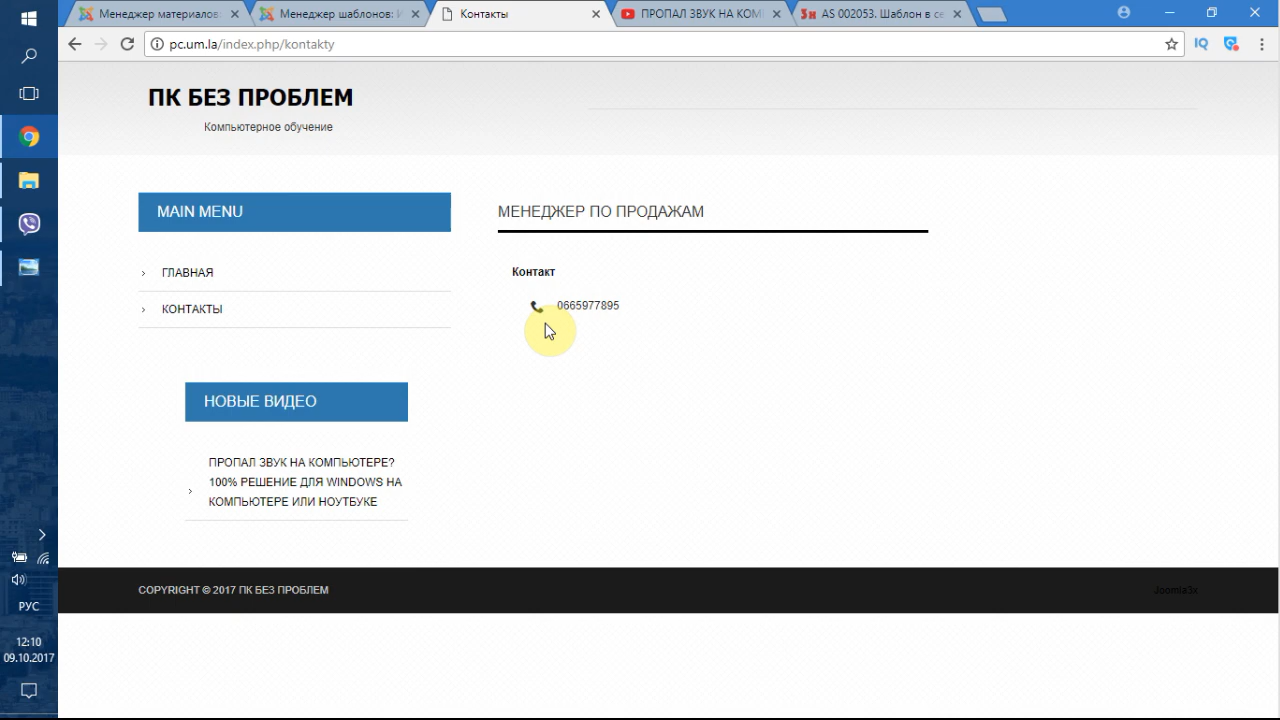 Менеджер материалов
Менеджер шаблонов: И
Контакты
ПРОПАЛ ЗВУК НА КОМ
AS 002053. Шаблон в се
pc.um.la/index.php/kontakty
IQ
ПК БЕЗ ПРОБЛЕМ
Компьютерное обучение
MAIN MENU
ГЛАВНАЯ
КОНТАКТЫ
МЕНЕДЖЕР ПО ПРОДАЖАМ
Контакт
0665977895
НОВЫЕ ВИДЕО
ПРОПАЛ ЗВУК НА КОМПЬЮТЕРЕ?
100% РЕШЕНИЕ ДЛЯ WINDOWS НА
КОМПЬЮТЕРЕ ИЛИ НОУТБУКЕ
COPYRIGHT © 2017 ПК БЕЗ ПРОБЛЕМ
Joomla3x
РУС
12:10
09.10.2017